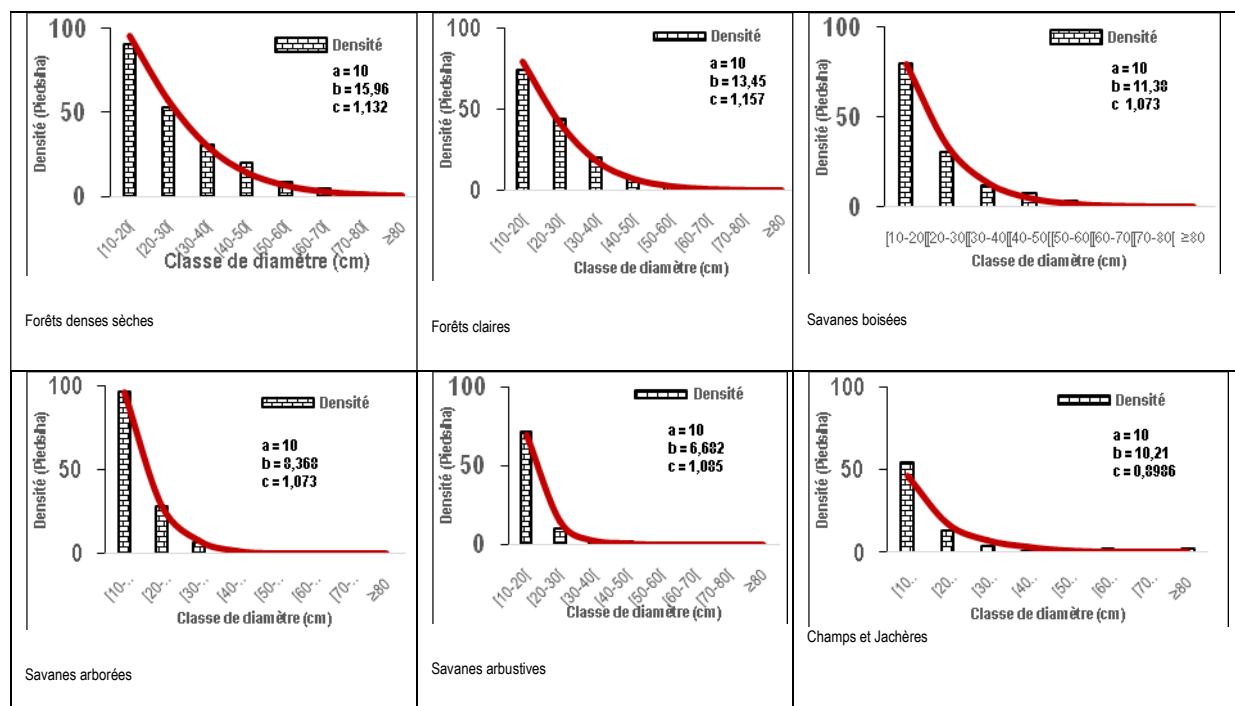 100
Densité
a = 10
b = 15,96
c = 1,132
50
0
Densité (Pieds/ha)
[10-20[
[20-30[
[30-40[
[40-50[
[50-60[
[60-70[
[70-80[
≥80
Classe de diamètre (cm)
Forêts denses sèches
100
Densité
a = 10
b = 13,45
c = 1,157
50
0
Densité (Pieds/ha)
[10-20[
[20-30[
[30-40[
[40-50[
[50-60[
[60-70[
[70-80[
≥80
Classe de diamètre (cm)
Forêts claires
100
Densité
a = 10
b = 11,38
c 1,073
50
0
Densité (Pieds/ha)
[10-20[[20-30[[30-40[[40-50[[50-60[[60-70[[70-80[ ≥80
Classe de diamètre (cm)
Savanes boisées
100
Densité
a = 10
b = 8,368
c = 1,073
50
0
Densité (Pieds/ha)
[10-..
[20-..
[30-..
[40-..
[50-..
[60-..
[70-..
≥80
Classe de diamètre (cm)
Savanes arborées
100
Densité
a = 10
b = 6,682
c = 1,085
50
0
Densité (Pieds/ha)
[10-20[
[20-30[
[30-40[
[40-50[
[50-60[
[60-70[
[70-80[
≥80
Classe de diamètre (cm)
Savanes arbustives
100
Densité
a = 10
b = 10,21
c = 0,8986
50
0
Densité (Pieds/ha)
[10..
[20..
[30..
[40..
[50..
[60..
[70..
≥80
Classe de diamètre (cm)
Champs et Jachères